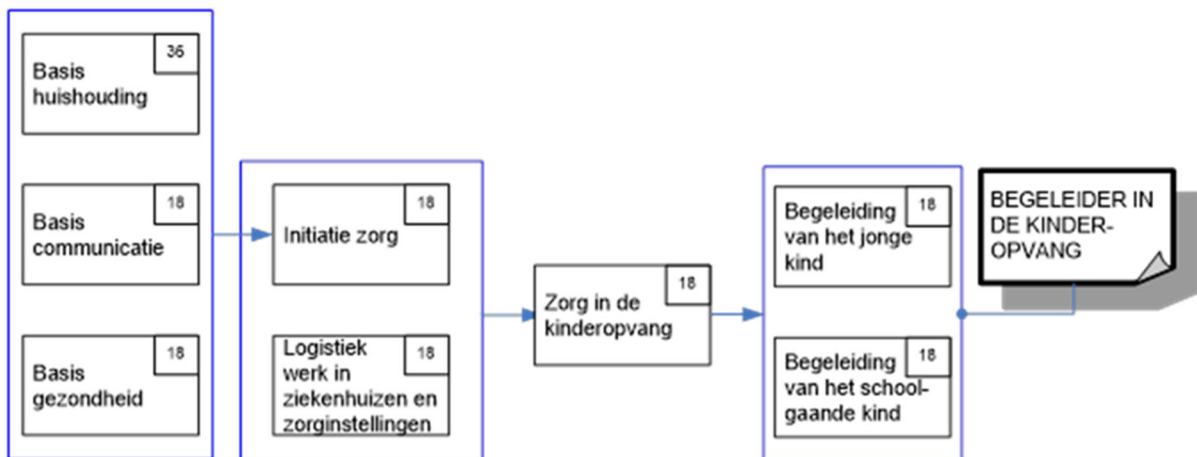 36
Basis
huishouding
18
Basis
communicatie
18
Basis
gezondheid
18
Initiatie zorg
18
Logistiek
werk in
ziekenhuizen en
zorginstellingen
18
Zorg in de
kinderopvang
18
Begeleiding
van het jonge
kind
18
Begeleiding
van het school-
gaande kind
BEGELEIDER IN
DE KINDER-
OPVANG